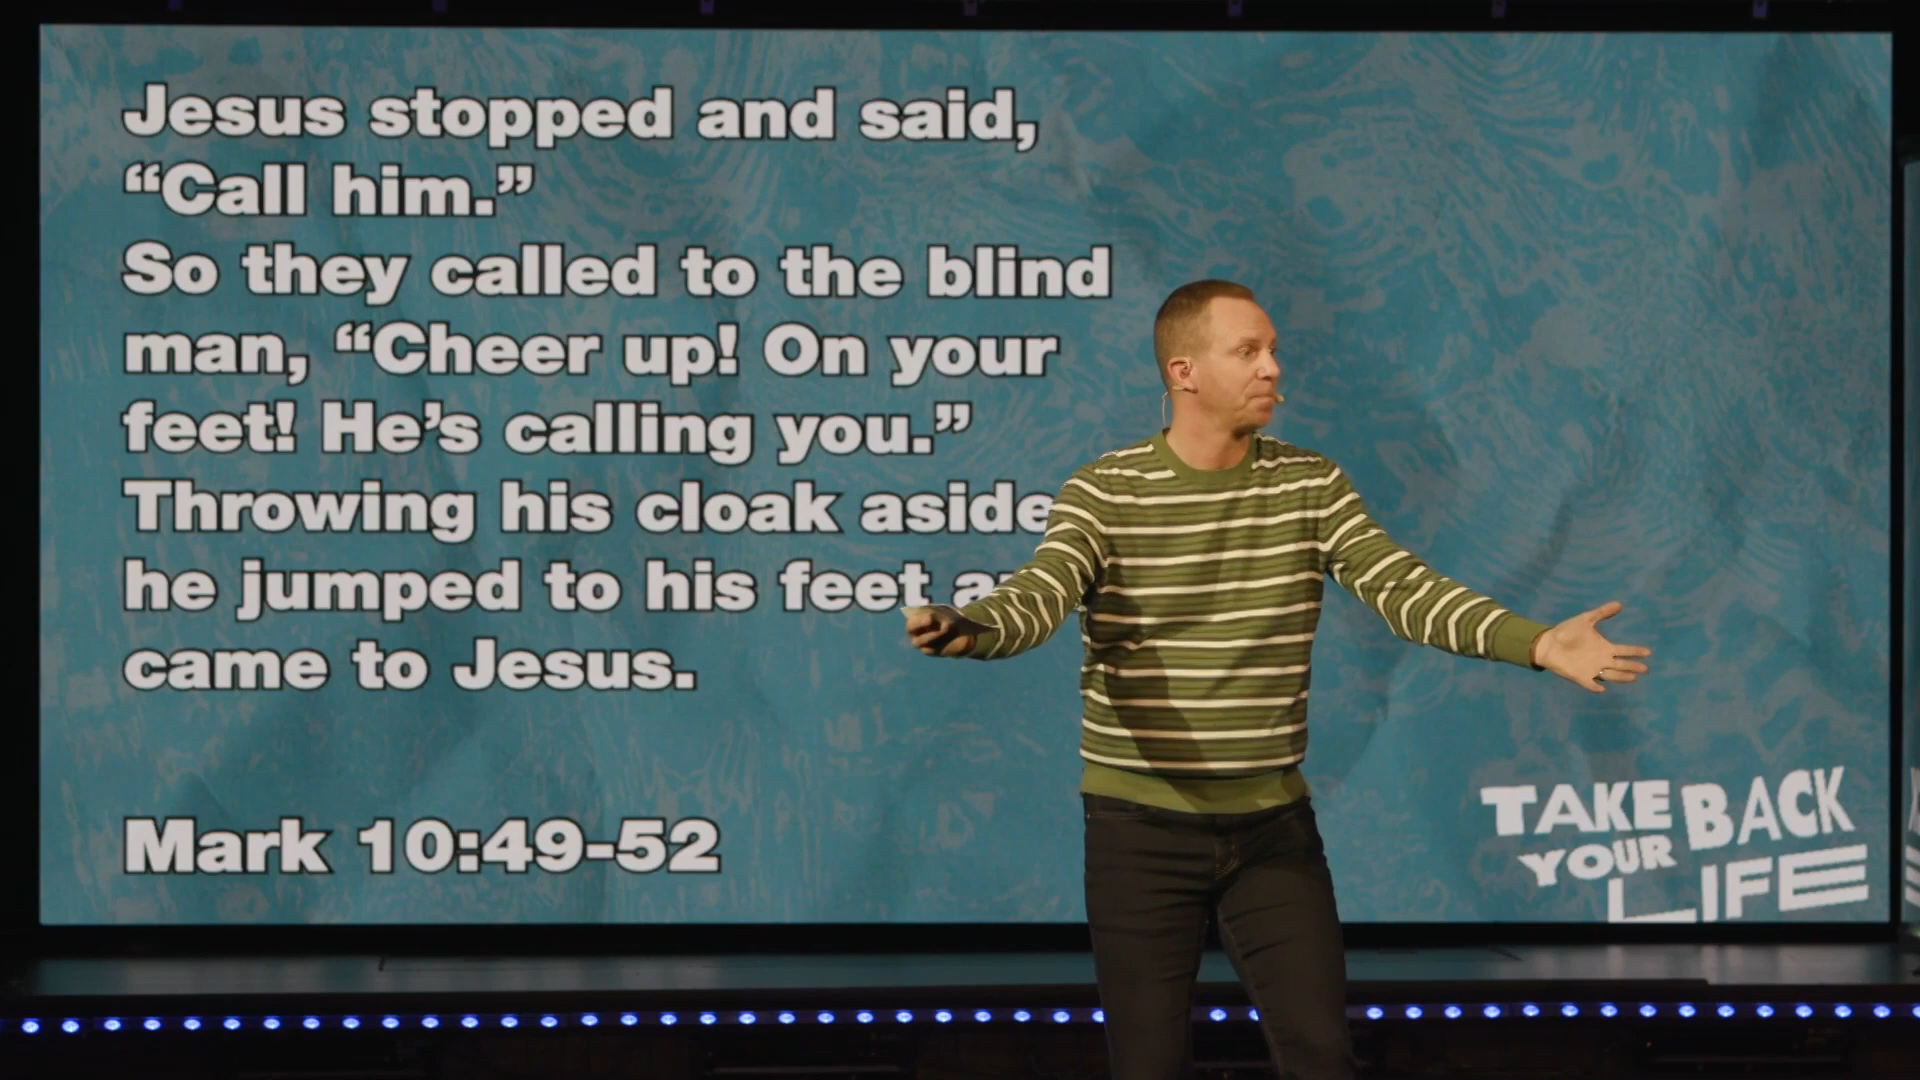 Jesus stopped and said,
“Call him.”
So they called to the blind
man, “Cheer up! On your
feet! He’s calling you.”
Throwing his cloak aside
he jumped to his feet
came to Jesus.
Mark 10:49-52
TAKE BACK
YOUR LIFE